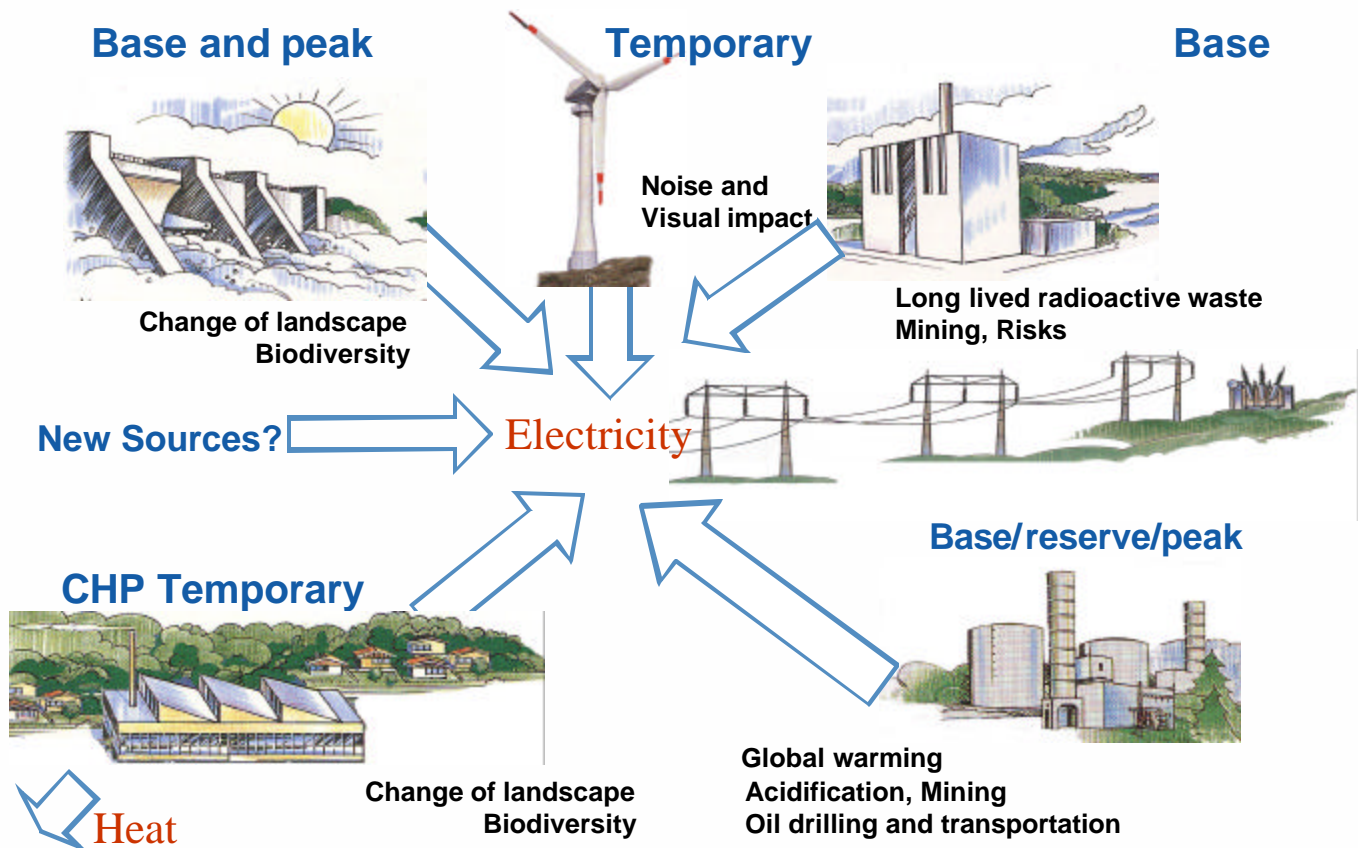 Base and peak
Temporary
Base
Noise and
Visual impact
Change of landscape
Biodiversity
Long lived radioactive waste
Mining, Risks
New Sources?
Electricity
Base/reserve/peak
CHP Temporary
Global warming
Acidification, Mining
Oil drilling and transportation
Change of landscape
Biodiversity
Heat